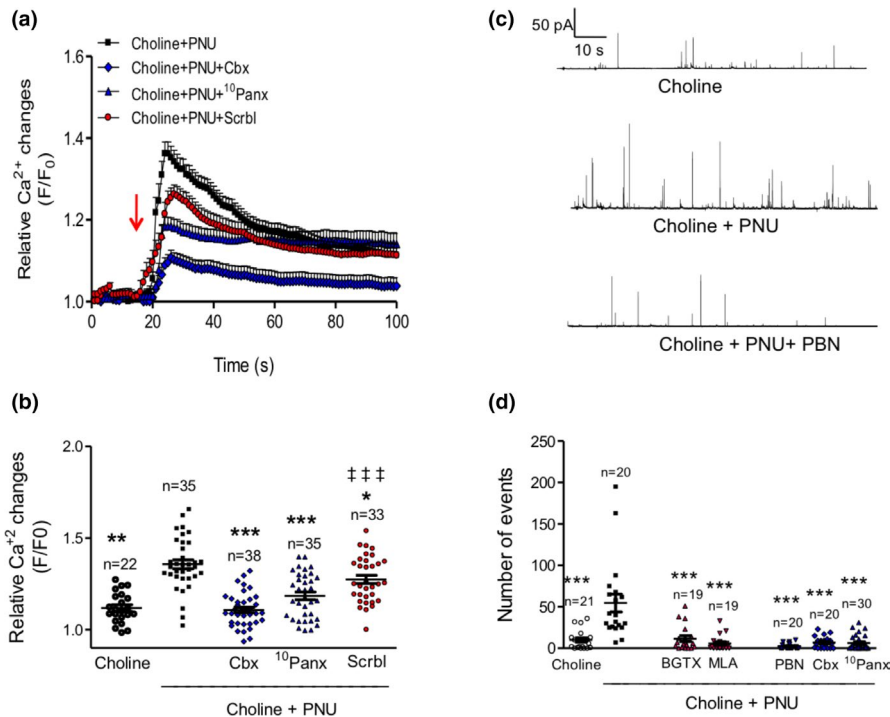 (a)
Choline+PNU
Choline+PNU+Cbx
Choline+PNU+¹⁰Panx
Choline+PNU+Scrbl
Relative Ca²⁺ changes
(F/F₀)
1.6
1.4
1.2
1.0
0
20
40
60
80
100
Time (s)
(b)
Relative Ca⁺² changes
(F/F0)
2.0
1.5
1.0
**
n=22
n=35
***
n=38
***
n=35
‡‡‡
*
n=33
Choline
Cbx
¹⁰Panx
Scrbl
Choline + PNU
(c)
50 pA
10 s
Choline
Choline + PNU
Choline + PNU+ PBN
(d)
Number of events
250
200
150
100
50
0
***
n=21
n=20
***
n=19
***
n=19
***
n=20
***
n=20
***
n=30
Choline
BGTX
MLA
PBN
Cbx
¹⁰Panx
Choline + PNU